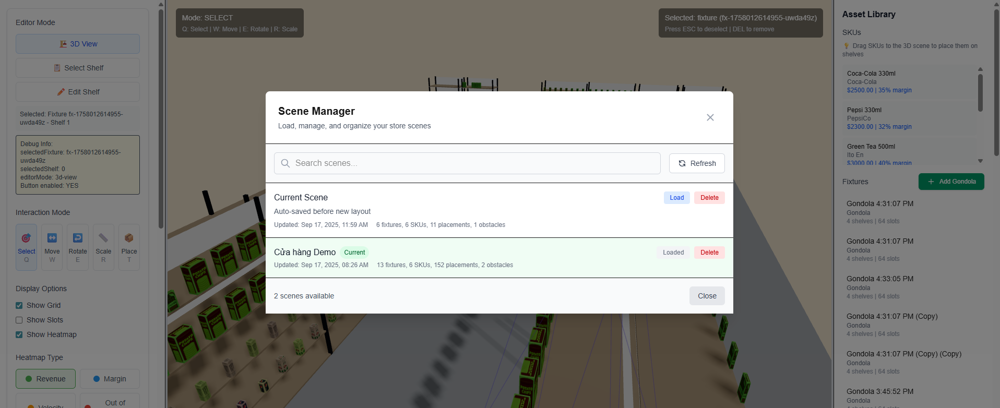 Editor Mode
3D View
Select Shelf
Edit Shelf
Selected: Fixture fx-1758012614955-
uwda49z - Shelf 1
Debug Info:
selectedFixture: fx-1758012614955-
uwda49z
selectedShelf: 0
editorMode: 3d-view
Button enabled: YES
Interaction Mode
Select Move Rotate Scale Place
Q W E R T
Display Options
Show Grid
Show Slots
Show Heatmap
Heatmap Type
Revenue Margin
Velocity Out of
Mode: SELECT
Q: Select | W: Move | E: Rotate | R: Scale
Selected: fixture (fx-1758012614955-uwda49z)
Press ESC to deselect | DEL to remove
Scene Manager
Load, manage, and organize your store scenes
Search scenes...
Refresh
Current Scene
Load Delete
Auto-saved before new layout
Updated: Sep 17, 2025, 11:59 AM 6 fixtures, 6 SKUs, 11 placements, 1 obstacles
Cửa hàng Demo Current
Loaded Delete
Updated: Sep 17, 2025, 08:26 AM 13 fixtures, 6 SKUs, 152 placements, 2 obstacles
2 scenes available
Close
POTATO
CHIPS
POTATO
CHIPS
POTATO
CHIPS
POTATO
CHIPS
Asset Library
SKUs
Drag SKUs to the 3D scene to place them on
shelves
Coca-Cola 330ml
Coca-Cola
$2500.00 | 35% margin
Pepsi 330ml
PepsiCo
$2300.00 | 32% margin
Green Tea 500ml
Ito En
$3000.00 | 40% margin
Fixtures
Add Gondola
Gondola 4:31:07 PM
Gondola
4 shelves | 64 slots
Gondola 4:31:07 PM
Gondola
4 shelves | 64 slots
Gondola 4:33:05 PM
Gondola
4 shelves | 64 slots
Gondola 4:31:07 PM (Copy)
Gondola
4 shelves | 64 slots
Gondola 4:31:07 PM (Copy) (Copy)
Gondola
4 shelves | 64 slots
Gondola 3:45:52 PM
Gondola